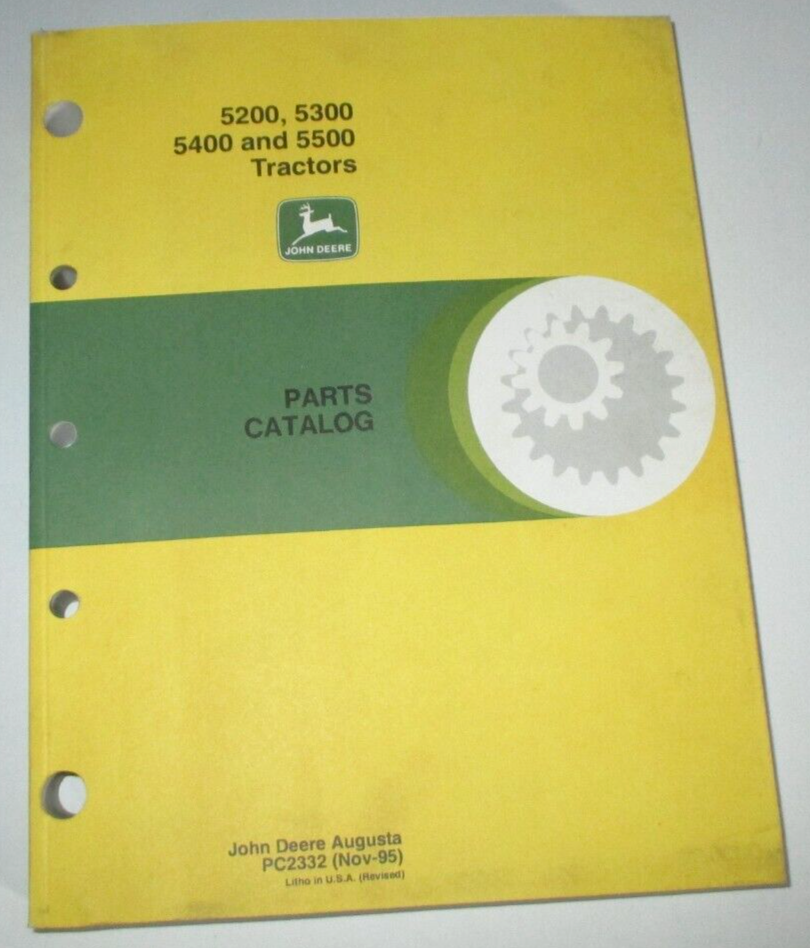 5200, 5300
5400 and 5500
Tractors
JOHN DEERE
PARTS
CATALOG
John Deere Augusta
PC2332 (Nov-95)
Litho in U.S.A. (Revised)